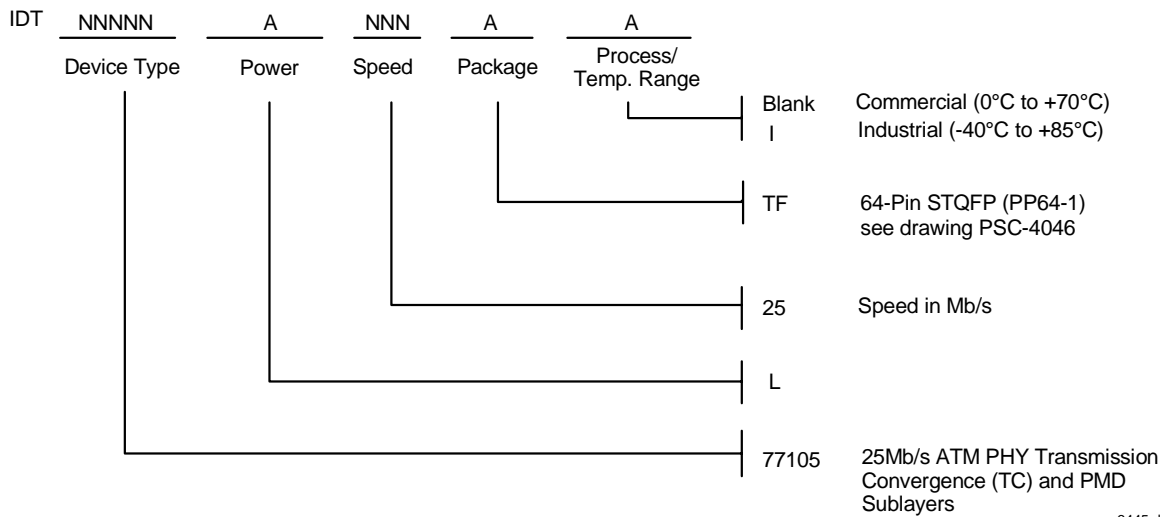 IDT NNNNN A NNN A A
Device Type Power Speed Package Process/
Temp. Range
Blank Commercial (0°C to +70°C)
I Industrial (-40°C to +85°C)
TF 64-Pin STQFP (PP64-1)
see drawing PSC-4046
25 Speed in Mb/s
L
77105 25Mb/s ATM PHY Transmission
Convergence (TC) and PMD
Sublayers